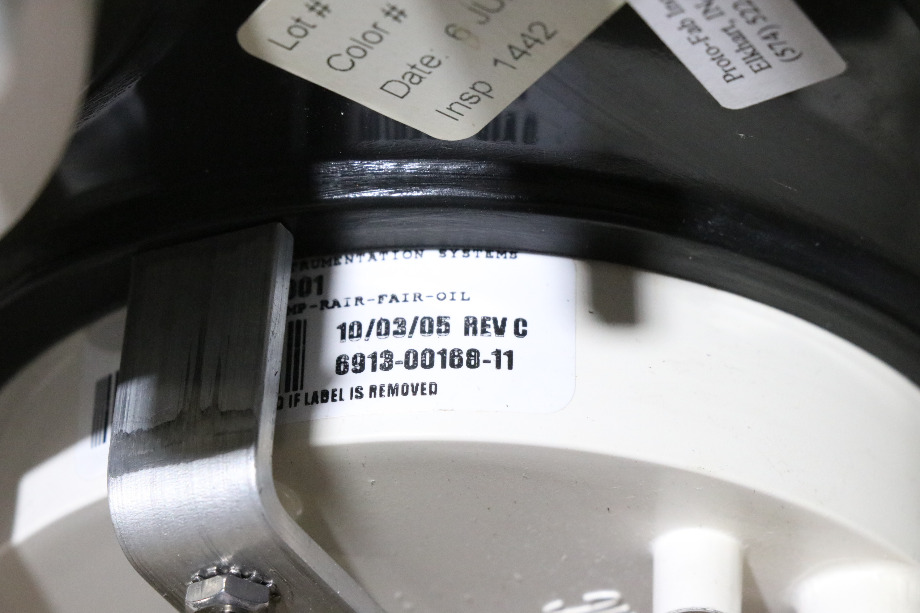 Lot #
Color #
Date: 6 JU
Insp 1442
Proto-Fab Inc
Elkhart, IN
(574) 522
TRUMENTATION SYSTEMS
001
MP-RAIR-FAIR-OIL
10/03/05 REV C
6913-00168-11
D IF LABEL IS REMOVED